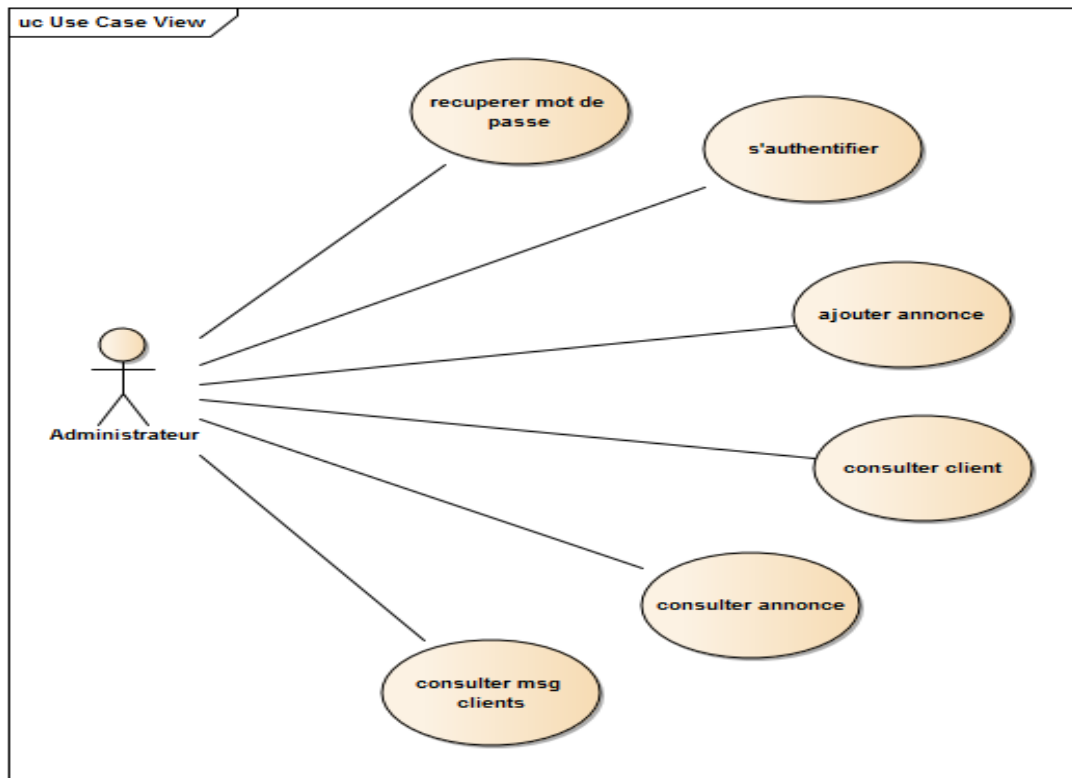 uc Use Case View
recuperer mot de
passe
s'authentifier
ajouter annonce
Administrateur
consulter client
consulter annonce
consulter msg
clients